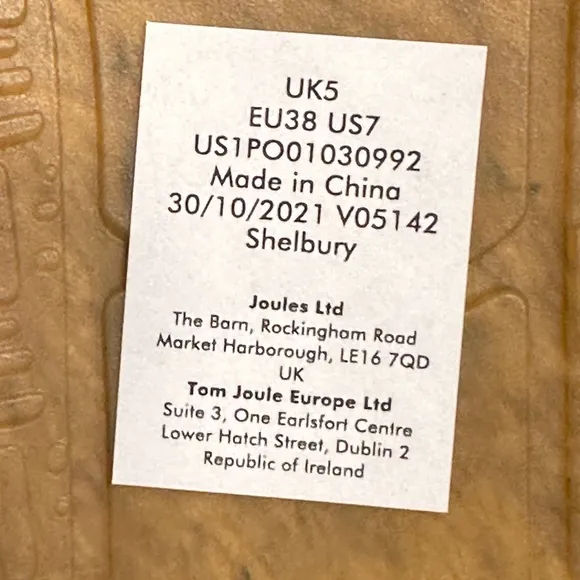 UK5
EU38 US7
US1PO01030992
Made in China
30/10/2021 V05142
Shelbury
Joules Ltd
The Barn, Rockingham Road
Market Harborough, LE16 7QD
UK
Tom Joule Europe Ltd
Suite 3, One Earlsfort Centre
Lower Hatch Street, Dublin 2
Republic of Ireland